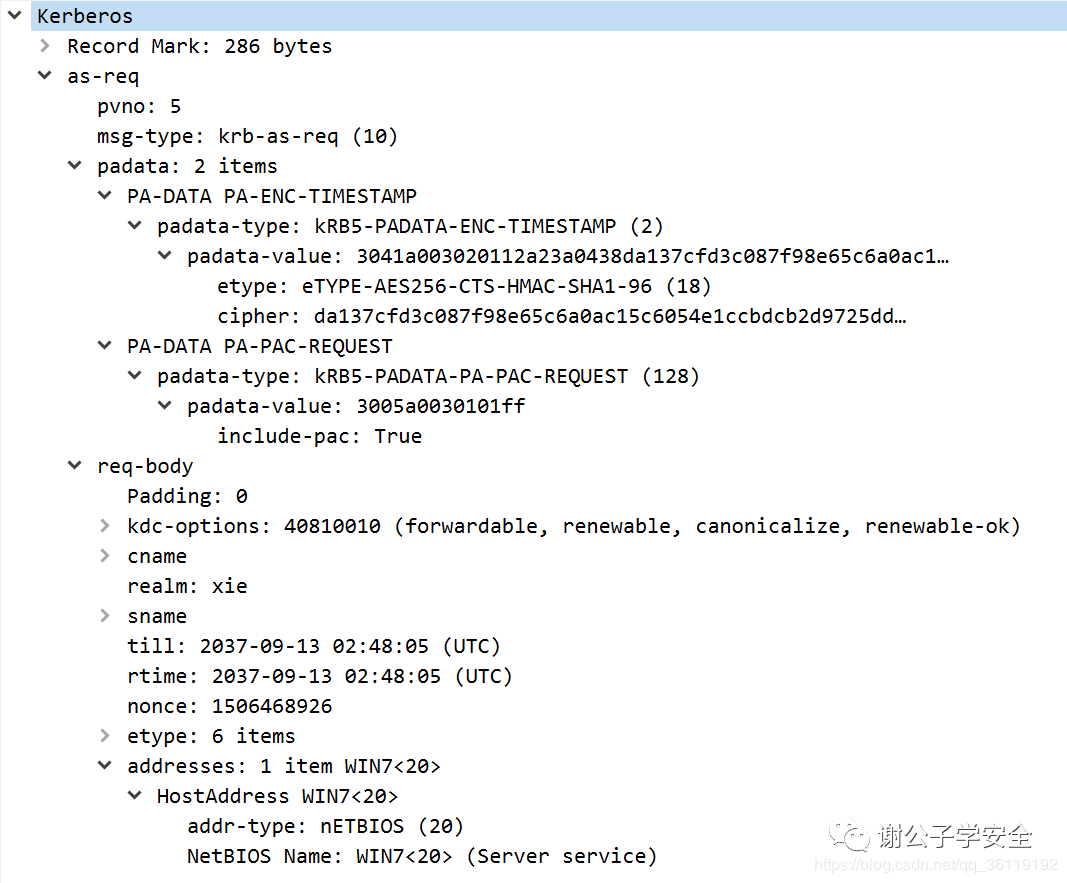 Kerberos
Record Mark: 286 bytes
as-req
pvno: 5
msg-type: krb-as-req (10)
padata: 2 items
PA-DATA PA-ENC-TIMESTAMP
padata-type: kRB5-PADATA-ENC-TIMESTAMP (2)
padata-value: 3041a003020112a23a0438da137cfd3c087f98e65c6a0ac1…
etype: eTYPE-AES256-CTS-HMAC-SHA1-96 (18)
cipher: da137cfd3c087f98e65c6a0ac15c6054e1ccbdcb2d9725dd…
PA-DATA PA-PAC-REQUEST
padata-type: kRB5-PADATA-PA-PAC-REQUEST (128)
padata-value: 3005a0030101ff
include-pac: True
req-body
Padding: 0
kdc-options: 40810010 (forwardable, renewable, canonicalize, renewable-ok)
cname
realm: xie
sname
till: 2037-09-13 02:48:05 (UTC)
rtime: 2037-09-13 02:48:05 (UTC)
nonce: 1506468926
etype: 6 items
addresses: 1 item WIN7<20>
HostAddress WIN7<20>
addr-type: nETBIOS (20)
NetBIOS Name: WIN7<20> (Server service)
谢公子学安全
https://blog.csdn.net/qq_36119192